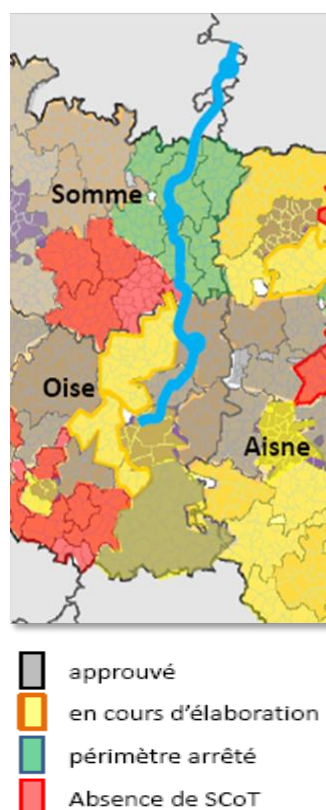 Somme
Oise
Aisne
approuvé
en cours d'élaboration
périmètre arrêté
Absence de SCoT